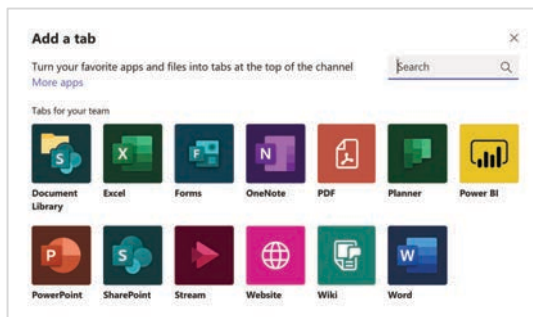 Add a tab
Turn your favorite apps and files into tabs at the top of the channel
Search
More apps
Tabs for your team
Document Library
Excel
Forms
OneNote
PDF
Planner
Power BI
PowerPoint
SharePoint
Stream
Website
Wiki
Word